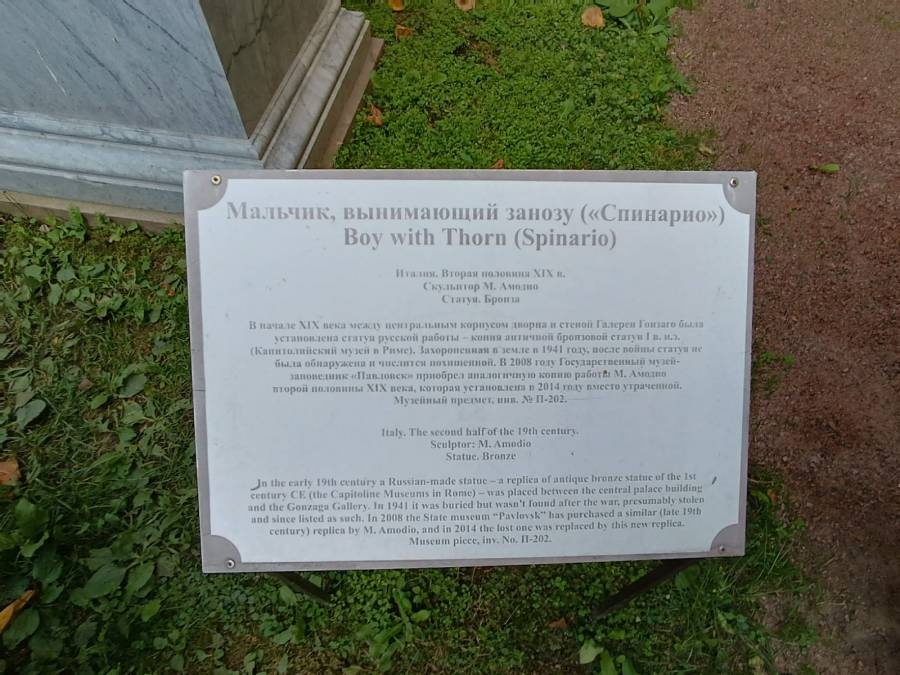 Мальчик, вынимающий занозу («Спинарио»)
Boy with Thorn (Spinario)
Италия. Вторая половина XIX в.
Скульптор М. Амодио
Статуя. Бронза
В начале XIX века между центральным корпусом дворца и стеной Галереи Гонзаго была
установлена статуя русской работы – копия античной бронзовой статуи I в. н.э.
(Капитолийский музей в Риме). Захороненная в земле в 1941 году, после войны статуя не
была обнаружена и числится похищенной. В 2008 году Государственный музей-
заповедник «Павловск» приобрел аналогичную копию работы М. Амодио
второй половины XIX века, которая установлена в 2014 году вместо утраченной.
Музейный предмет, инв. № П-202.
Italy. The second half of the 19th century.
Sculptor: M. Amodio
Statue. Bronze
In the early 19th century a Russian-made statue – a replica of antique bronze statue of the 1st
century CE (the Capitoline Museums in Rome) – was placed between the central palace building
and the Gonzaga Gallery. In 1941 it was buried but wasn't found after the war, presumably stolen
and since listed as such. In 2008 the State museum “Pavlovsk” has purchased a similar (late 19th
century) replica by M. Amodio, and in 2014 the lost one was replaced by this new replica.
Museum piece, inv. No. П-202.